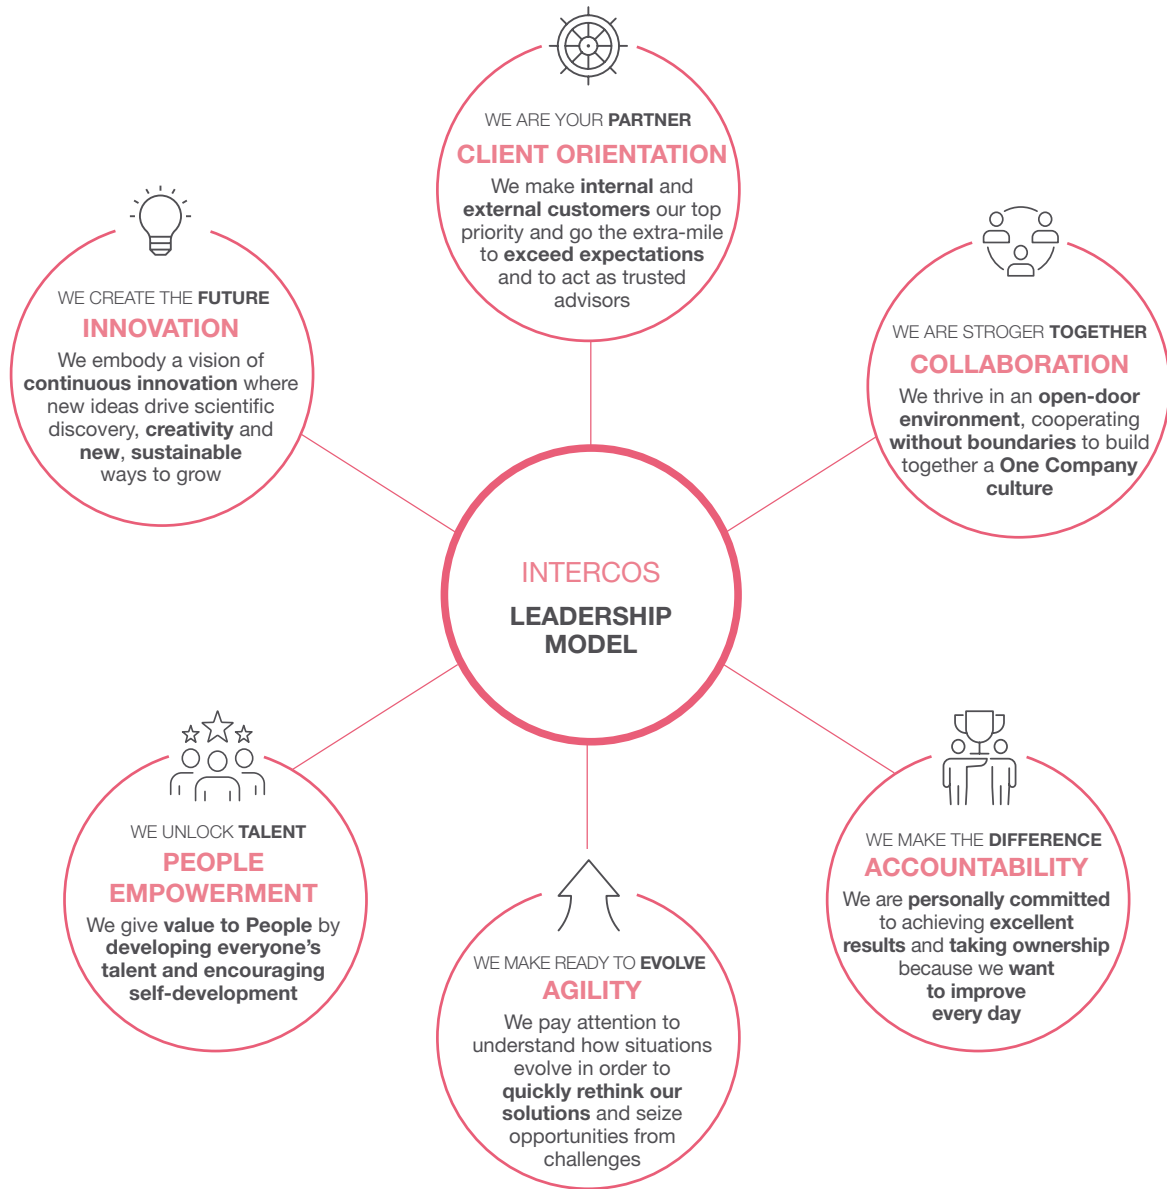 WE ARE YOUR PARTNER
CLIENT ORIENTATION
We make internal and
external customers our top
priority and go the extra-mile
to exceed expectations
and to act as trusted
advisors
WE CREATE THE FUTURE
INNOVATION
We embody a vision of
continuous innovation where
new ideas drive scientific
discovery, creativity and
new, sustainable
ways to grow
WE ARE STROGER TOGETHER
COLLABORATION
We thrive in an open-door
environment, cooperating
without boundaries to build
together a One Company
culture
INTERCOS
LEADERSHIP
MODEL
WE UNLOCK TALENT
PEOPLE
EMPOWERMENT
We give value to People by
developing everyone's
talent and encouraging
self-development
WE MAKE READY TO EVOLVE
AGILITY
We pay attention to
understand how situations
evolve in order to
quickly rethink our
solutions and seize
opportunities from
challenges
WE MAKE THE DIFFERENCE
ACCOUNTABILITY
We are personally committed
to achieving excellent
results and taking ownership
because we want
to improve
every day